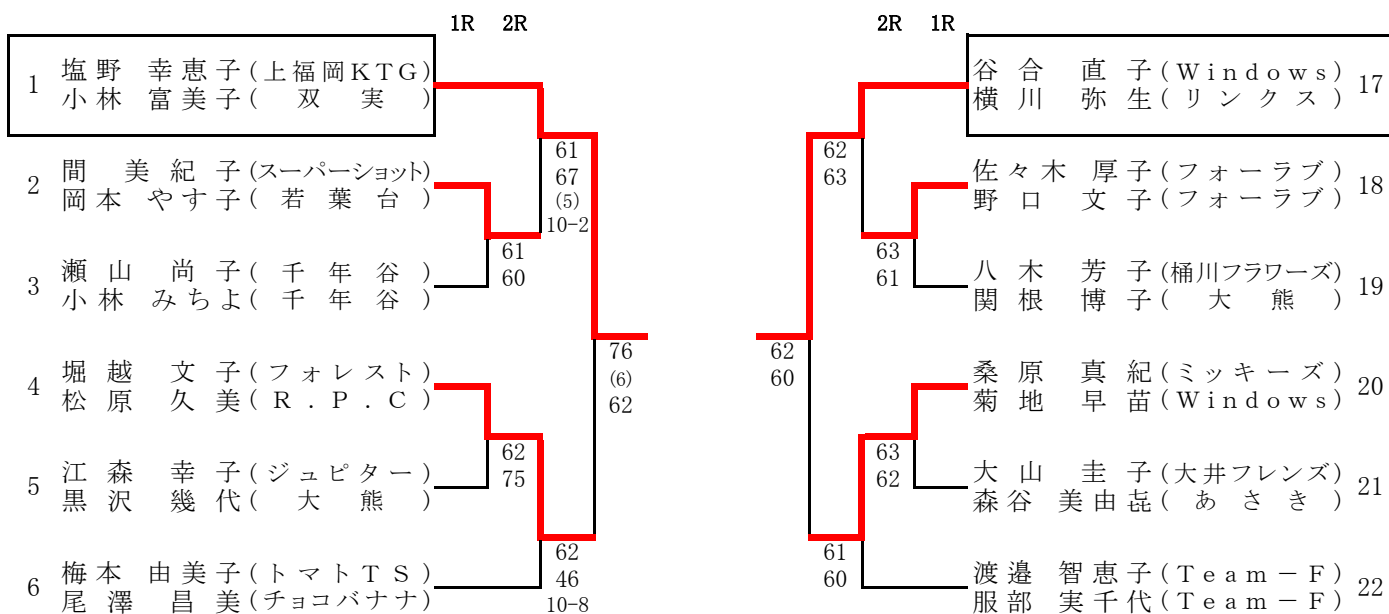 1R 2R
2R 1R
1
塩野 幸恵子(上福岡KTG)
小林 富美子( 双 実 )
2
間 美紀子(スーパーショット)
岡本 やす子( 若葉台 )
3
瀬山 尚子( 千年谷 )
小林 みちよ( 千年谷 )
4
堀越 文子(フォレスト)
松原 久美(R.P.C)
5
江森 幸子(ジュピター)
黒沢 幾代( 大 熊 )
6
梅本 由美子(トマトTS)
尾澤 昌美(チョコバナナ)
61
67
(5)
10-2
61
60
76
(6)
62
62
75
62
46
10-8
谷合 直子(Windows)
横川 弥生(リンクス)
17
佐々木 厚子(フォーラブ)
野口 文子(フォーラブ)
18
八木 芳子(桶川フラワーズ)
関根 博子( 大 熊 )
19
桑原 真紀(ミッキーズ)
菊地 早苗(Windows)
20
大山 圭子(大井フレンズ)
森谷 美由㐂( あさき )
21
渡邉 智恵子(Team-F)
服部 実千代(Team-F)
22
62
63
63
61
62
60
63
62
61
60